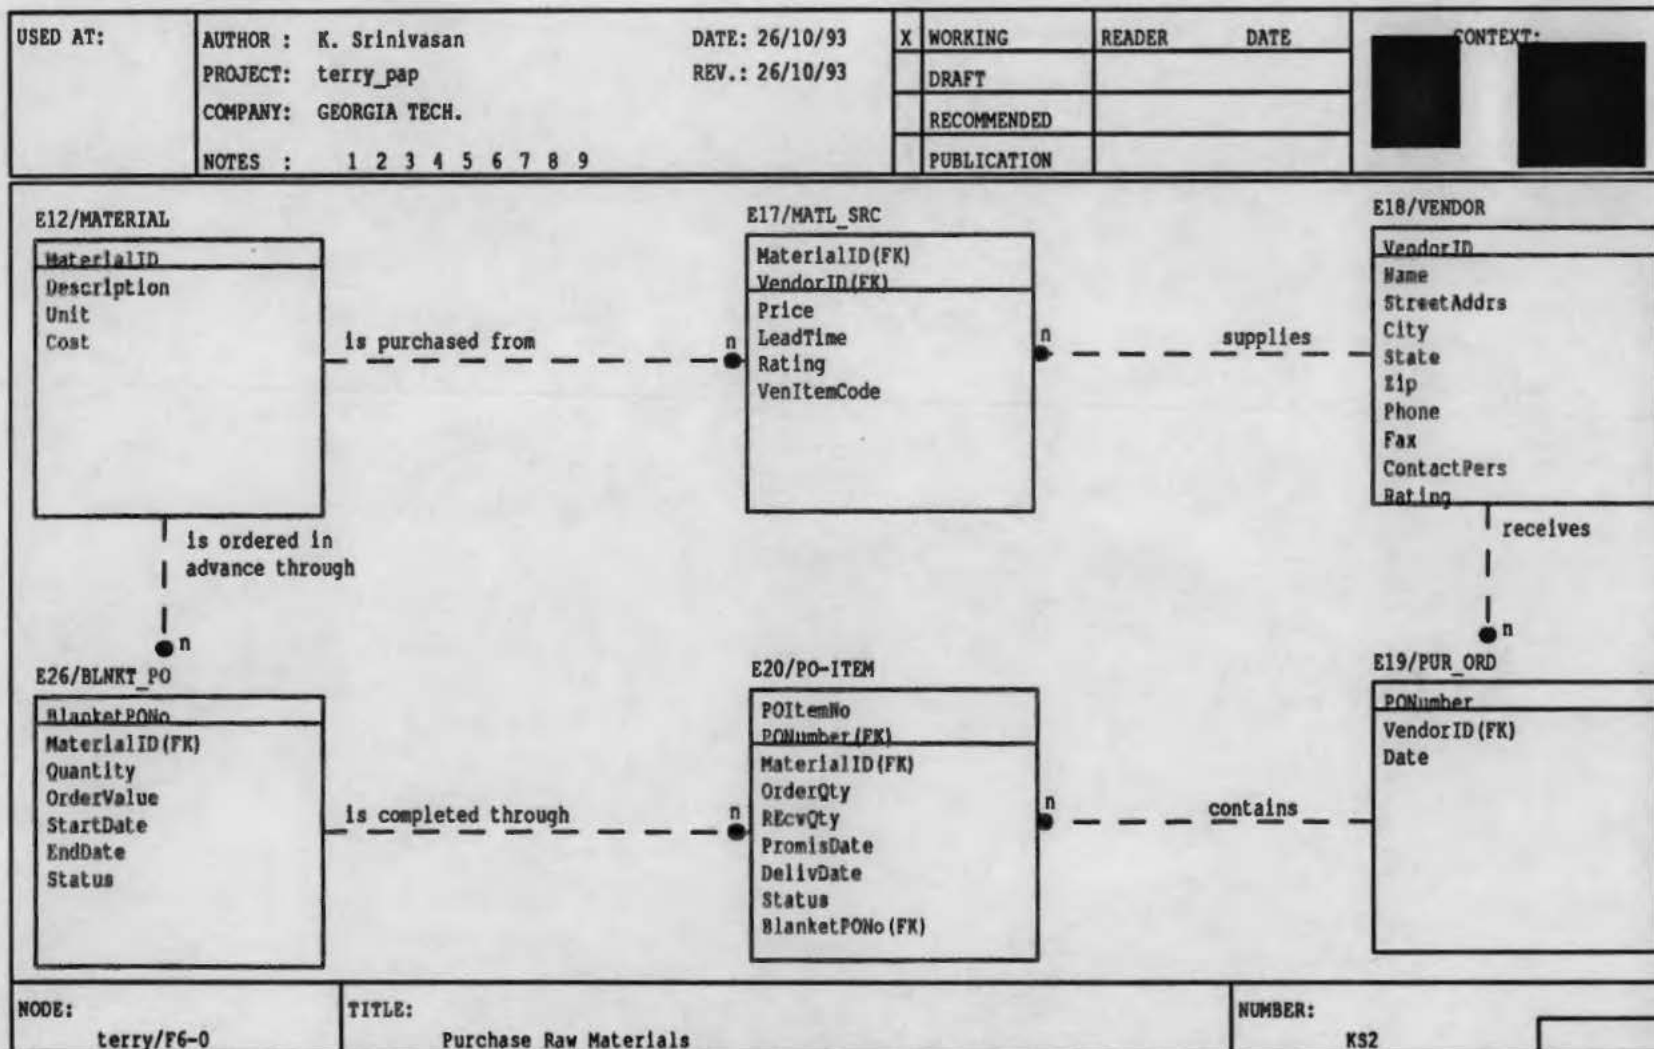 USED AT:
AUTHOR : K. Srinivasan DATE: 26/10/93
PROJECT: terry_pap REV.: 26/10/93
COMPANY: GEORGIA TECH.
NOTES : 1 2 3 4 5 6 7 8 9
X WORKING
DRAFT
RECOMMENDED
PUBLICATION
READER DATE
CONTEXT:
E12/MATERIAL
MaterialID
Description
Unit
Cost
is purchased from
n
E17/MATL_SRC
MaterialID(FK)
VendorID(FK)
Price
LeadTime
Rating
VenItemCode
n
supplies
E18/VENDOR
VendorID
Name
StreetAddrs
City
State
Zip
Phone
Fax
ContactPers
Rating
is ordered in
advance through
n
receives
n
E26/BLNKT_PO
BlanketPONo
MaterialID(FK)
Quantity
OrderValue
StartDate
EndDate
Status
is completed through
n
E20/PO-ITEM
POItemNo
PONumber(FK)
MaterialID(FK)
OrderQty
REcvQty
PromisDate
DelivDate
Status
BlanketPONo(FK)
n
contains
E19/PUR_ORD
PONumber
VendorID(FK)
Date
NODE:
terry/F6-0
TITLE:
Purchase Raw Materials
NUMBER:
KS2